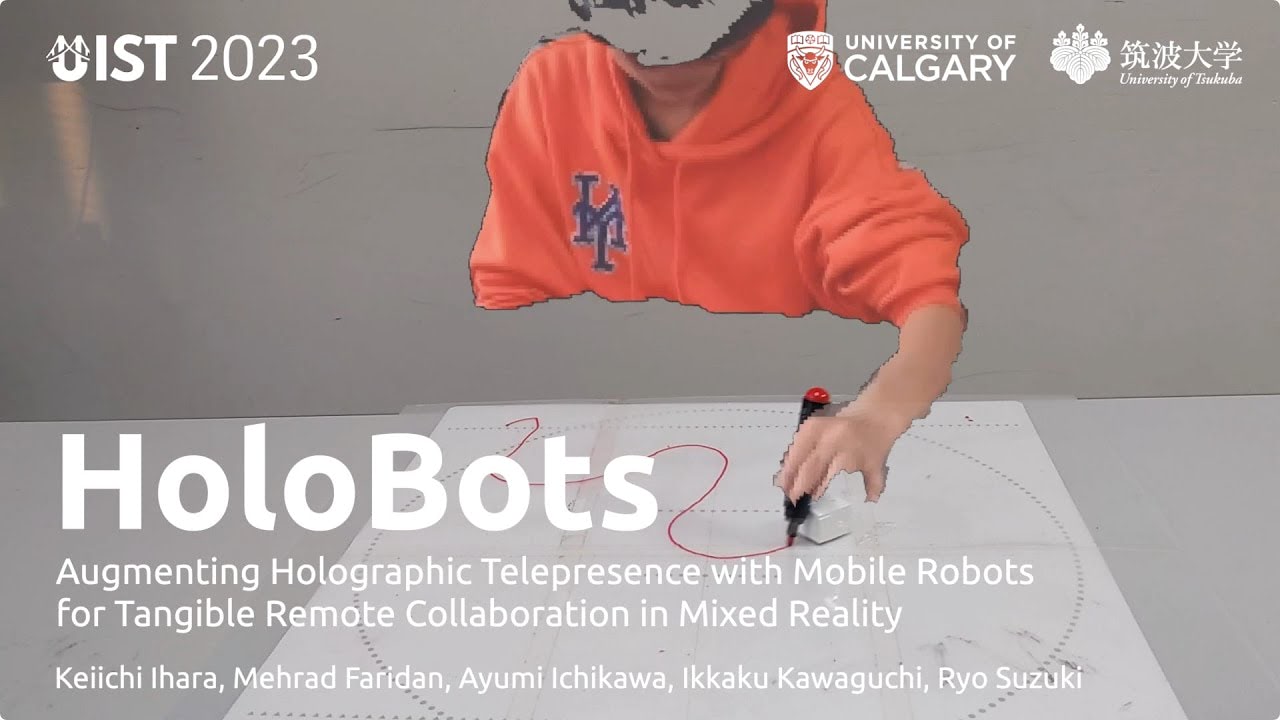 UIST 2023
UNIVERSITY OF
CALGARY
筑波大学
University of Tsukuba
HoloBots
Augmenting Holographic Telepresence with Mobile Robots
for Tangible Remote Collaboration in Mixed Reality
Keiichi Ihara, Mehrad Faridan, Ayumi Ichikawa, Ikkaku Kawaguchi, Ryo Suzuki